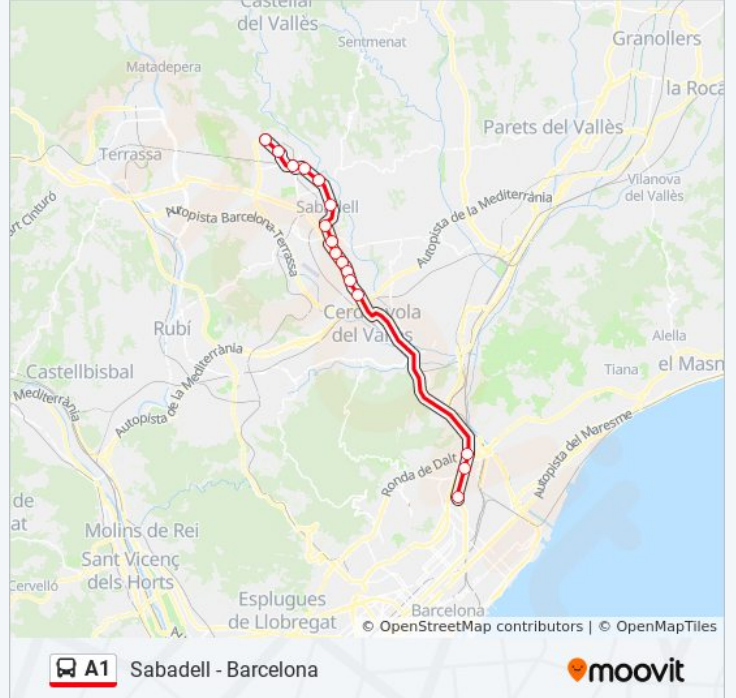 Castellar
del Vallès
Sentmenat
Granollers
Matadepera
la Roca
Parets del Vallès
Terrassa
Vilanova
del Vallès
Autopista de la Mediterrània
Sabadell
Autopista Barcelona-Terrassa
Rubí
Cerdanyola
del Vallès
Alella
Tiana
el Masn
Castellbisbal
Autopista de la Mediterrània
Mediterrània
Autopista del Maresme
Ronda de Dalt
de
at
Molins de Rei
Sant Vicenç
dels Horts
Cervelló
Esplugues
de Llobregat
Barcelona
© OpenStreetMap contributors | © OpenMapTiles
A1
Sabadell - Barcelona
moovit